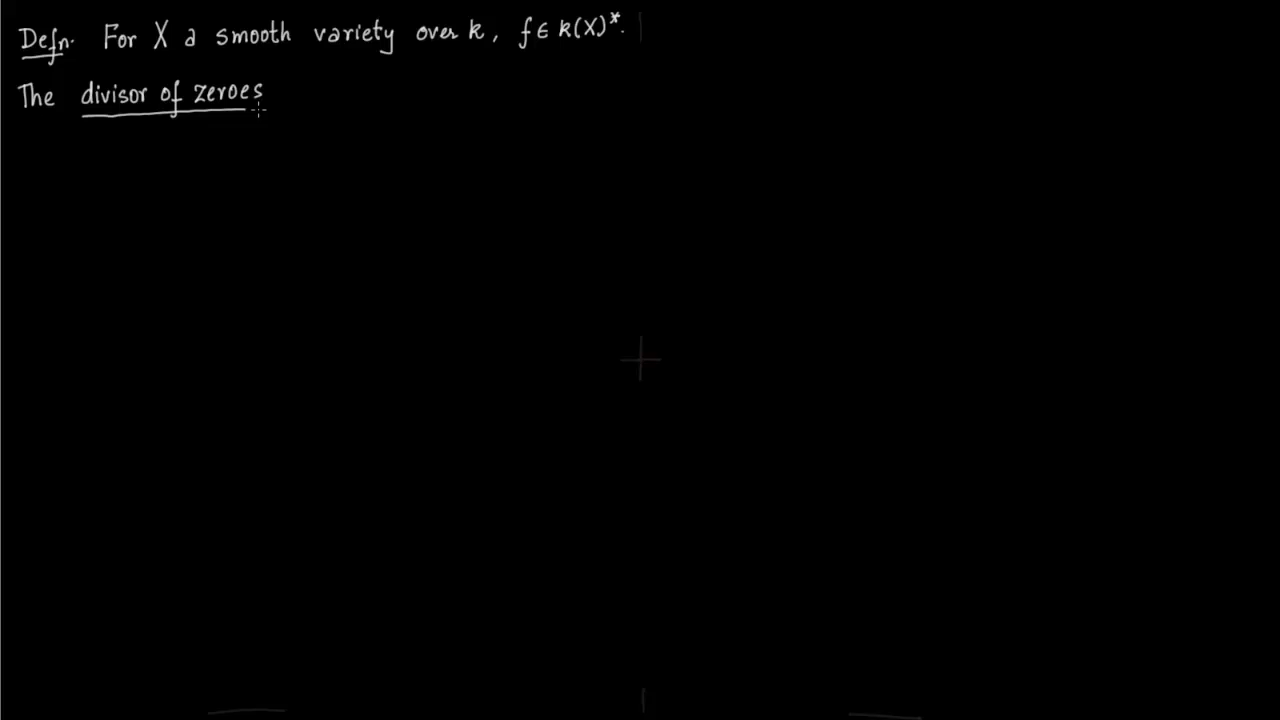 Defn. For X a smooth variety over k, f ∈ k(X)*.
The divisor of zeroes